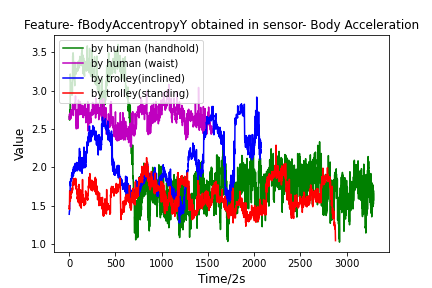 Feature- fBodyAccentropyY obtained in sensor- Body Acceleration
by human (handhold)
by human (waist)
by trolley(inclined)
by trolley(standing)
3.5
3.0
2.5
2.0
1.5
1.0
Value
0 500 1000 1500 2000 2500 3000
Time/2s